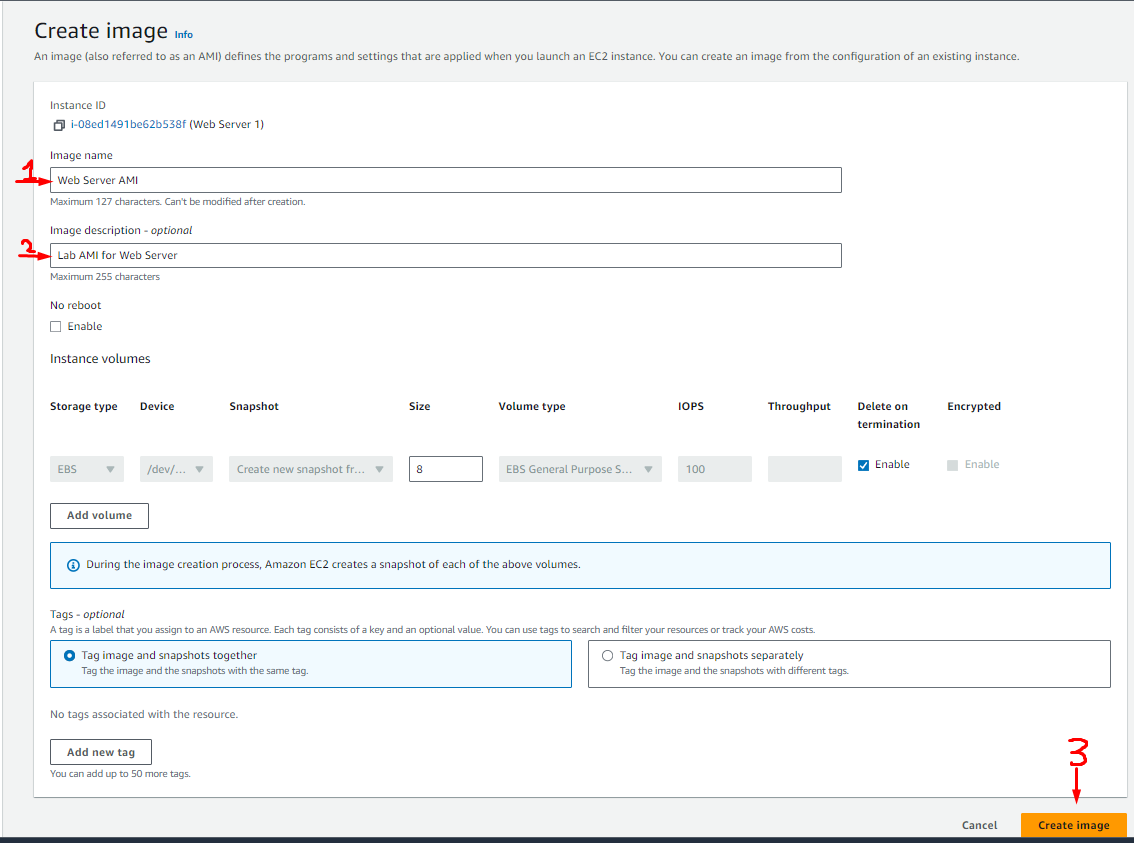 Create image Info
An image (also referred to as an AMI) defines the programs and settings that are applied when you launch an EC2 instance. You can create an image from the configuration of an existing instance.
Instance ID
i-08ed1491be62b538f (Web Server 1)
Image name
1
Web Server AMI
Maximum 127 characters. Can't be modified after creation.
Image description - optional
2
Lab AMI for Web Server
Maximum 255 characters
No reboot
Enable
Instance volumes
Storage type Device Snapshot Size Volume type IOPS Throughput Delete on termination Encrypted
EBS /dev/... Create new snapshot fr... 8 EBS General Purpose S... 100 Enable Enable
Add volume
During the image creation process, Amazon EC2 creates a snapshot of each of the above volumes.
Tags - optional
A tag is a label that you assign to an AWS resource. Each tag consists of a key and an optional value. You can use tags to search and filter your resources or track your AWS costs.
Tag image and snapshots together
Tag the image and the snapshots with the same tag.
Tag image and snapshots separately
Tag the image and the snapshots with different tags.
No tags associated with the resource.
Add new tag
You can add up to 50 more tags.
3
Cancel Create image